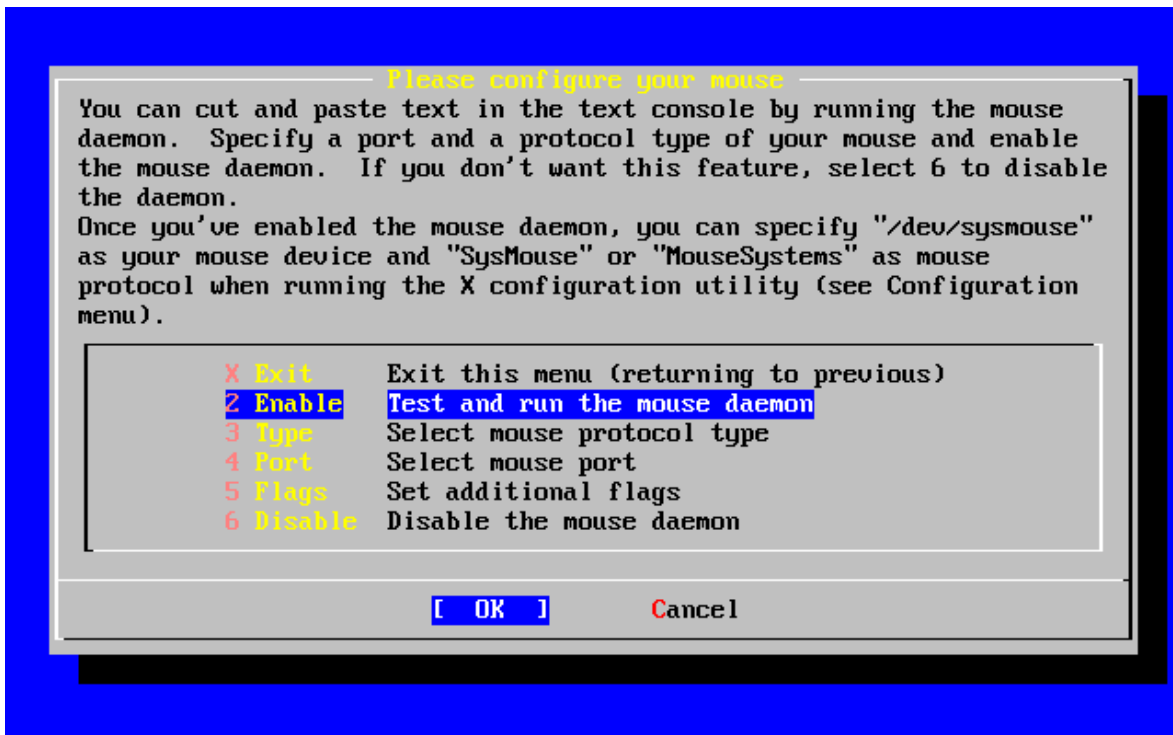 Please configure your mouse
You can cut and paste text in the text console by running the mouse
daemon.  Specify a port and a protocol type of your mouse and enable
the mouse daemon.  If you don't want this feature, select 6 to disable
the daemon.
Once you've enabled the mouse daemon, you can specify "/dev/sysmouse"
as your mouse device and "SysMouse" or "MouseSystems" as mouse
protocol when running the X configuration utility (see Configuration
menu).
X Exit     Exit this menu (returning to previous)
2 Enable   Test and run the mouse daemon
3 Type     Select mouse protocol type
4 Port     Select mouse port
5 Flags    Set additional flags
6 Disable  Disable the mouse daemon
[  OK  ]       Cancel